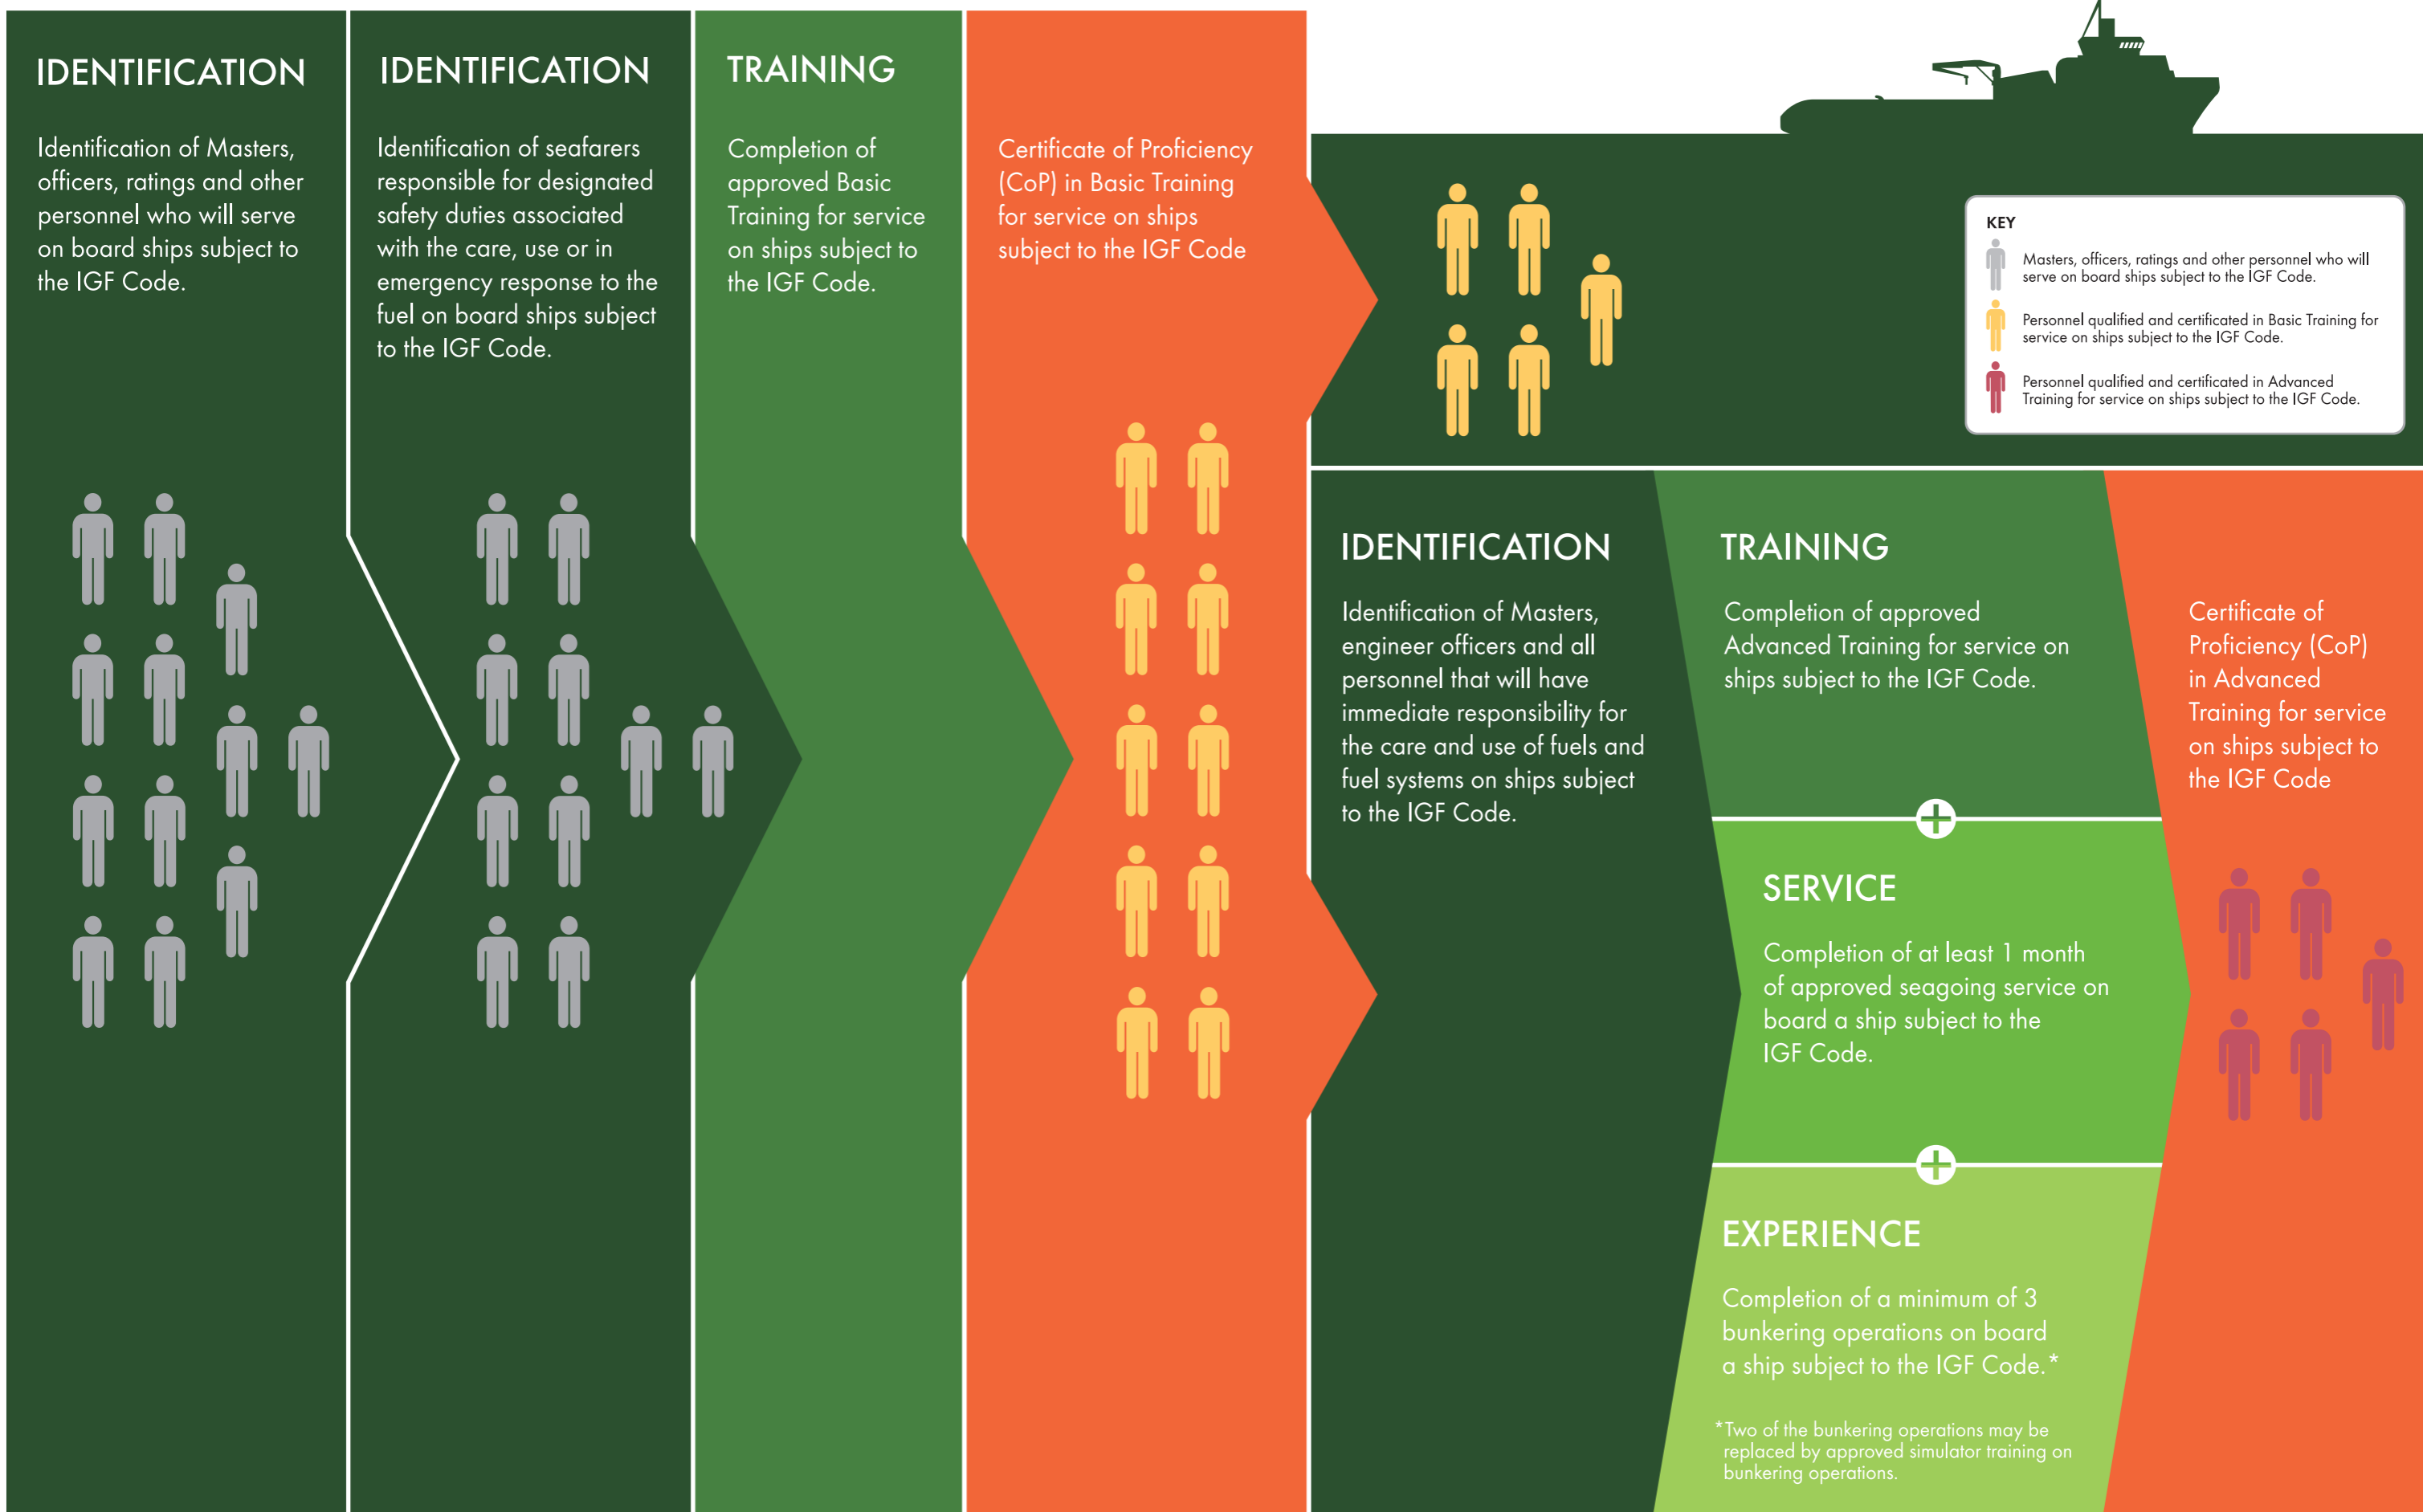 IDENTIFICATION
Identification of Masters,
officers, ratings and other
personnel who will serve
on board ships subject to
the IGF Code.
IDENTIFICATION
Identification of seafarers
responsible for designated
safety duties associated
with the care, use or in
emergency response to the
fuel on board ships subject
to the IGF Code.
TRAINING
Completion of
approved Basic
Training for service
on ships subject to
the IGF Code.
Certificate of Proficiency
(CoP) in Basic Training
for service on ships
subject to the IGF Code
KEY
Masters, officers, ratings and other personnel who will
serve on board ships subject to the IGF Code.
Personnel qualified and certificated in Basic Training for
service on ships subject to the IGF Code.
Personnel qualified and certificated in Advanced
Training for service on ships subject to the IGF Code.
IDENTIFICATION
Identification of Masters,
engineer officers and all
personnel that will have
immediate responsibility for
the care and use of fuels and
fuel systems on ships subject
to the IGF Code.
TRAINING
Completion of approved
Advanced Training for service on
ships subject to the IGF Code.
+
SERVICE
Completion of at least 1 month
of approved seagoing service on
board a ship subject to the
IGF Code.
+
EXPERIENCE
Completion of a minimum of 3
bunkering operations on board
a ship subject to the IGF Code.*
*Two of the bunkering operations may be
replaced by approved simulator training on
bunkering operations.
Certificate of
Proficiency (CoP)
in Advanced
Training for service
on ships subject to
the IGF Code